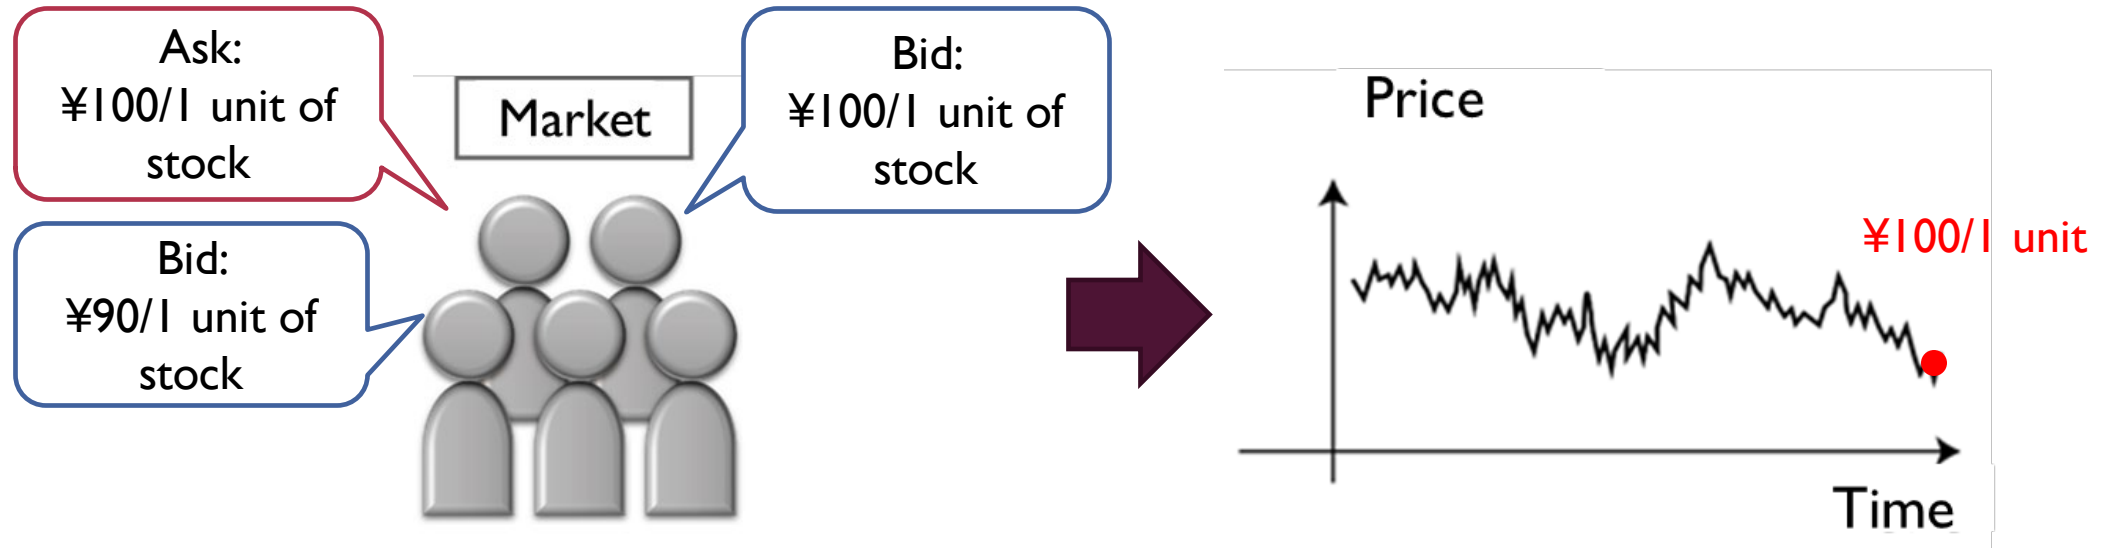 Ask:
¥100/1 unit of
stock
Bid:
¥90/1 unit of
stock
Market
Bid:
¥100/1 unit of
stock
Price
¥100/1 unit
Time